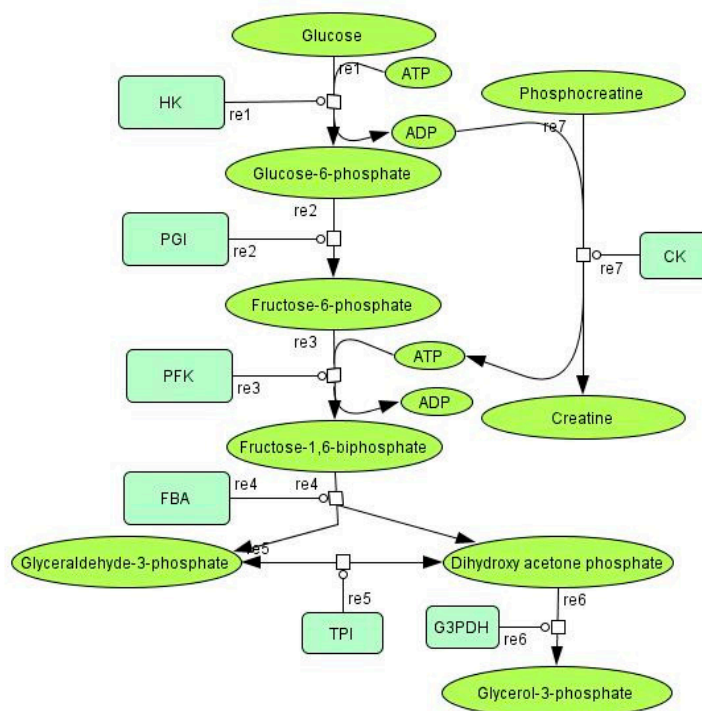 Glucose
re1
ATP
HK
re1
Phosphocreatine
ADP
re7
Glucose-6-phosphate
re2
PGI
re2
CK
re7
Fructose-6-phosphate
re3
ATP
PFK
re3
ADP
Creatine
Fructose-1,6-biphosphate
re4
re4
FBA
re5
Glyceraldehyde-3-phosphate
Dihydroxy acetone phosphate
re5
re6
TPI
G3PDH
re6
Glycerol-3-phosphate